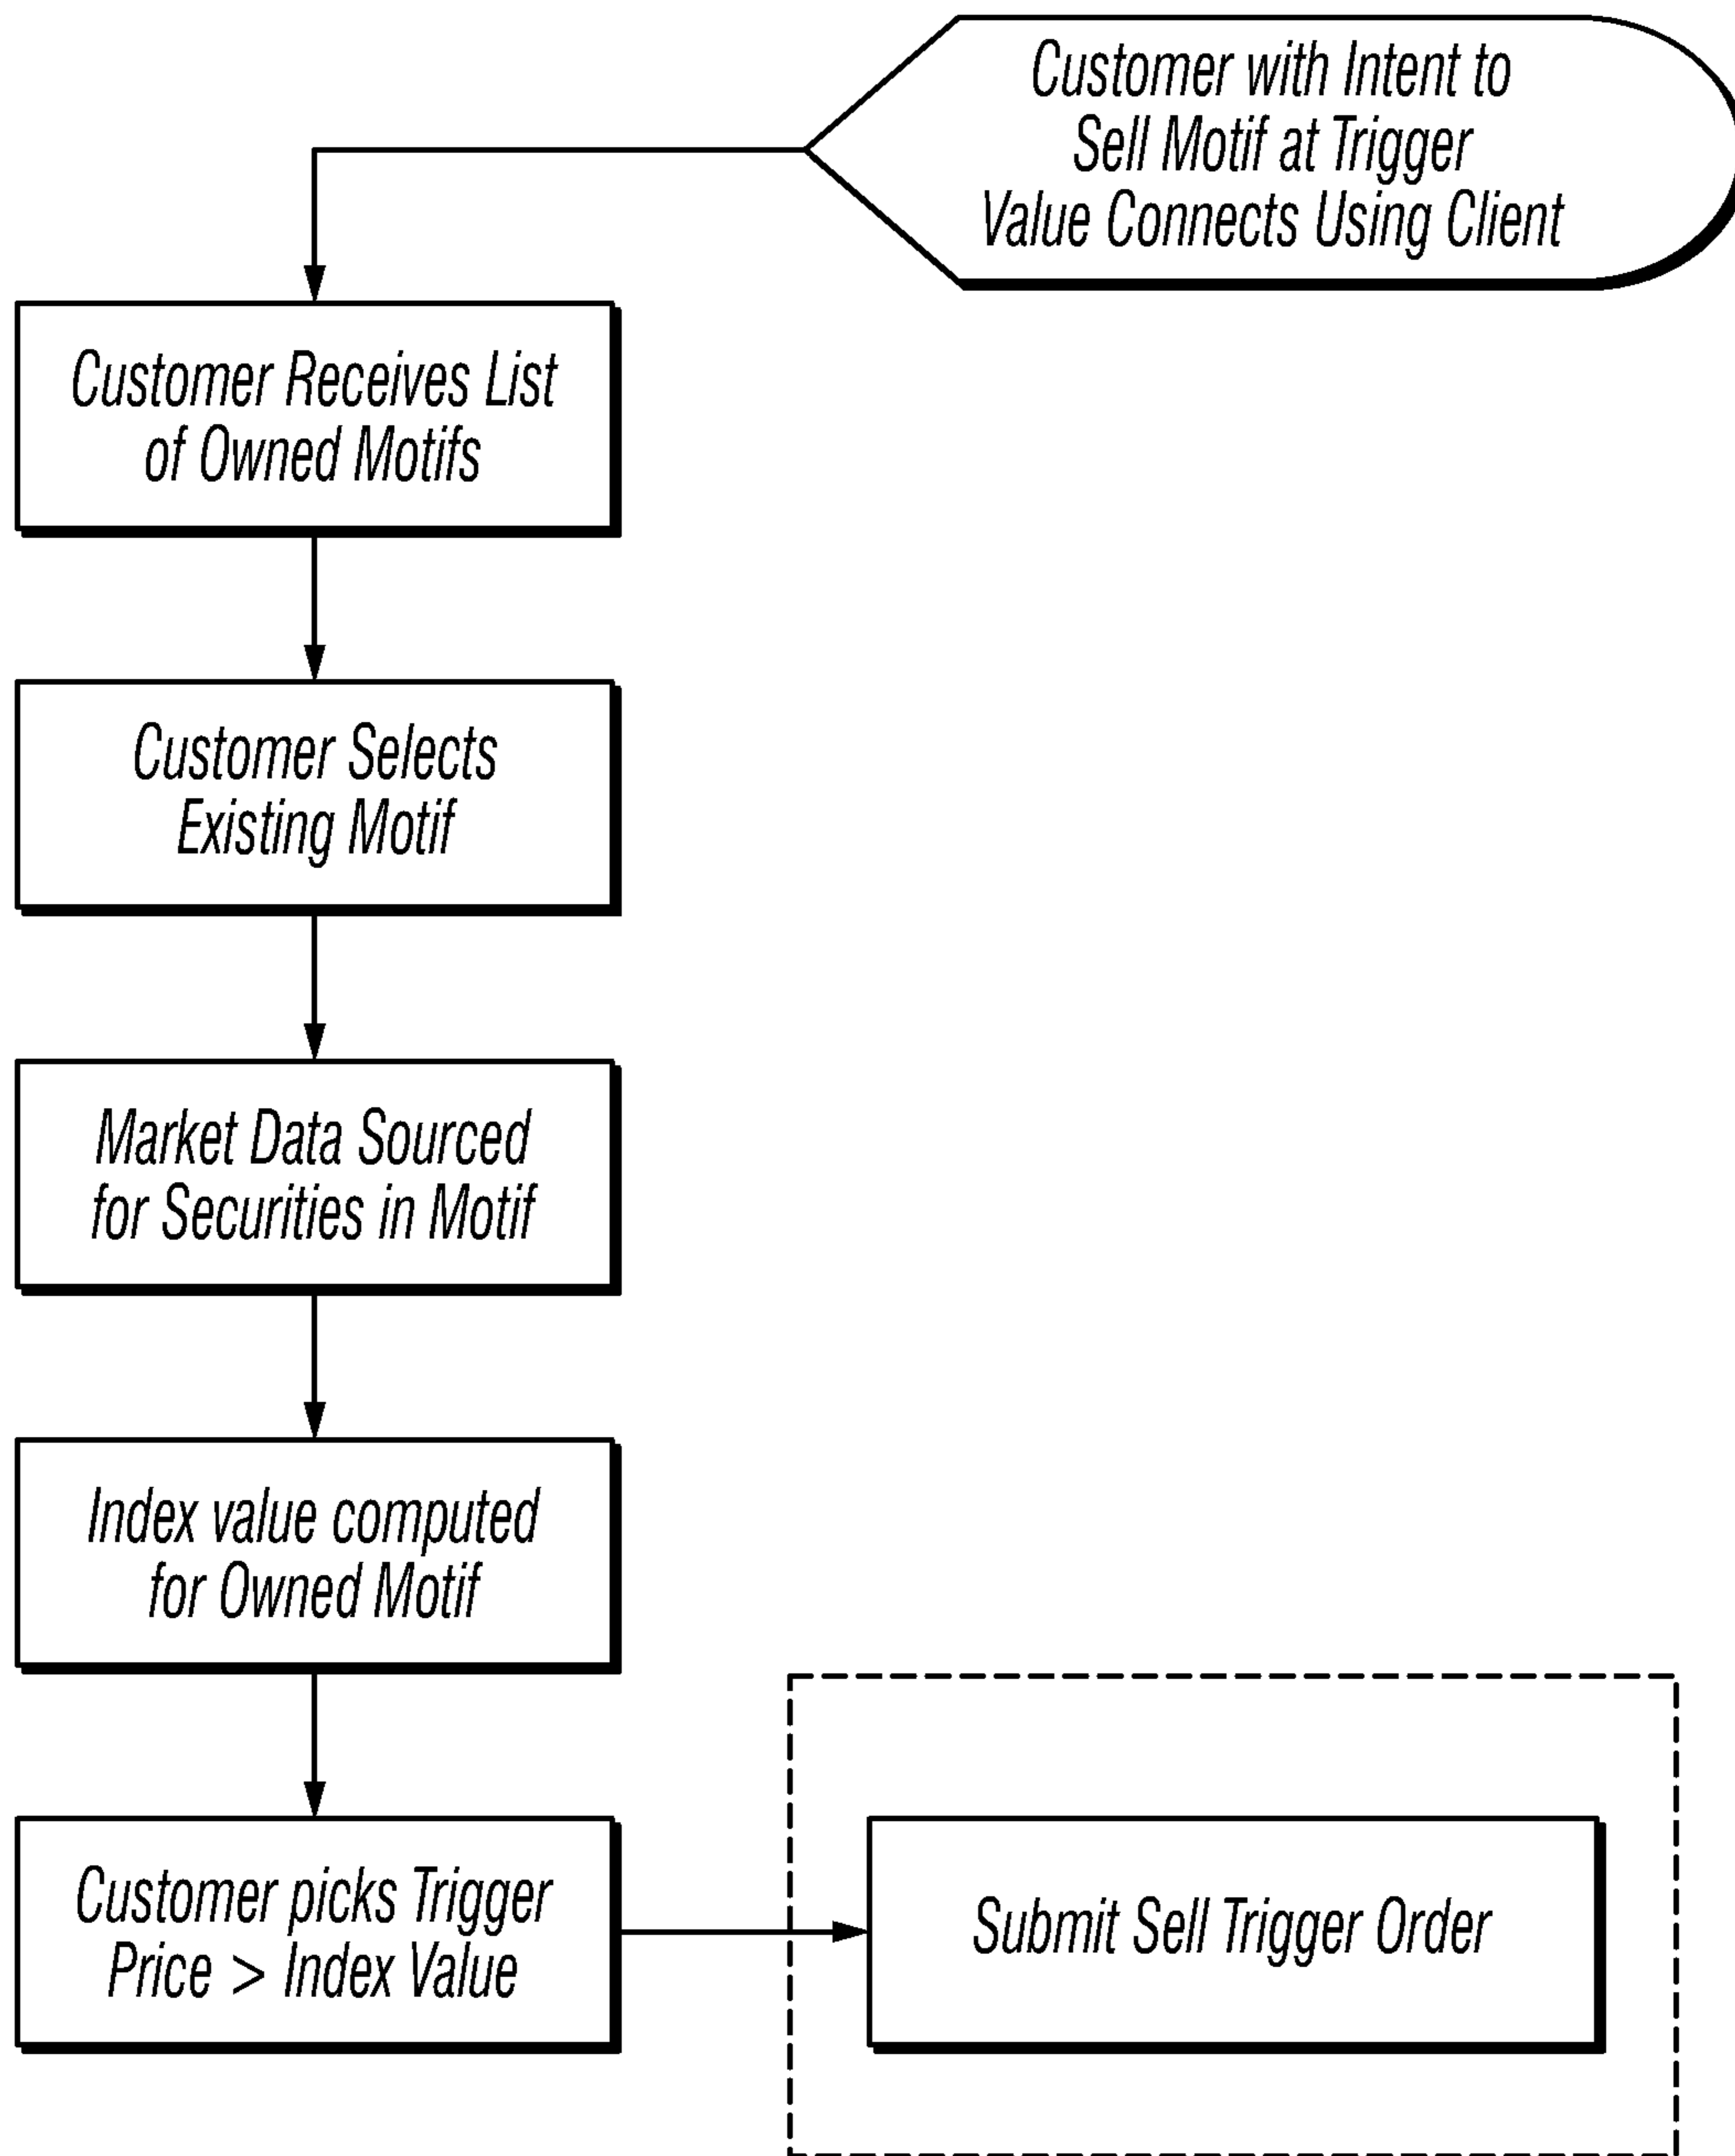 Customer with Intent to
Sell Motif at Trigger
Value Connects Using Client
Customer Receives List
of Owned Motifs
Customer Selects
Existing Motif
Market Data Sourced
for Securities in Motif
Index value computed
for Owned Motif
Customer picks Trigger
Price > Index Value
Submit Sell Trigger Order